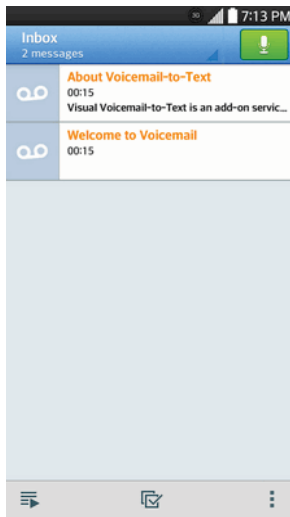 7:13 PM
Inbox
2 messages
About Voicemail-to-Text
00:15
Visual Voicemail-to-Text is an add-on servic...
Welcome to Voicemail
00:15